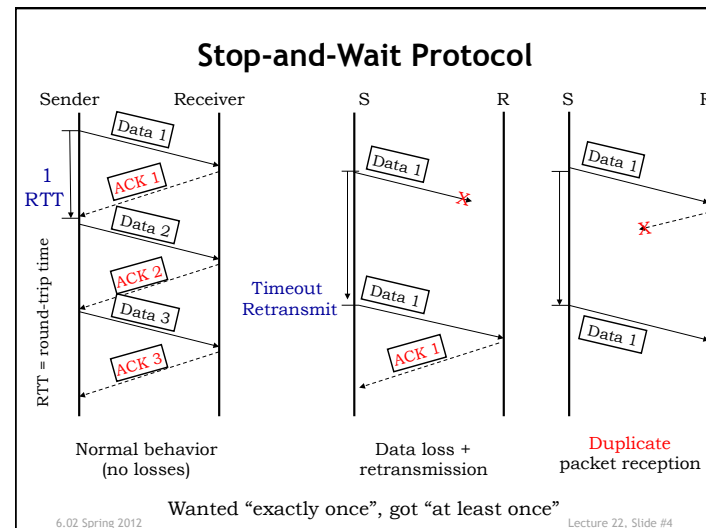 Stop-and-Wait Protocol
Sender
Receiver
Data 1
ACK 1
1
RTT
Data 2
ACK 2
Data 3
ACK 3
RTT = round-trip time
Normal behavior
(no losses)
S
R
Data 1
X
Timeout
Retransmit
Data 1
ACK 1
Data loss +
retransmission
S
Data 1
X
Data 1
Duplicate
packet reception
Wanted “exactly once”, got “at least once”
6.02 Spring 2012
Lecture 22, Slide #4